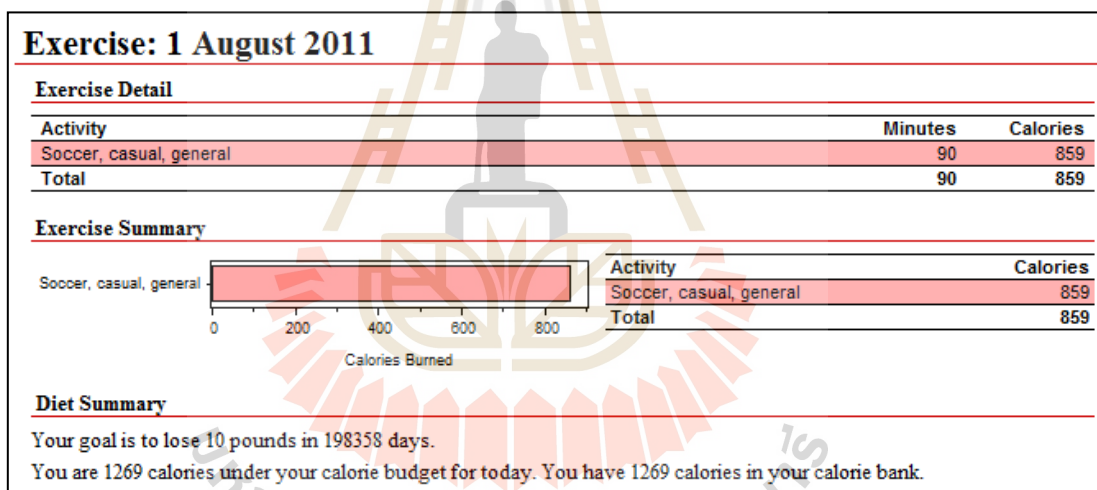 Exercise: 1 August 2011
Exercise Detail
Activity Minutes Calories
Soccer, casual, general 90 859
Total 90 859
Exercise Summary
Soccer, casual, general
0 200 400 600 800
Calories Burned
Activity Calories
Soccer, casual, general 859
Total 859
Diet Summary
Your goal is to lose 10 pounds in 198358 days.
You are 1269 calories under your calorie budget for today. You have 1269 calories in your calorie bank.